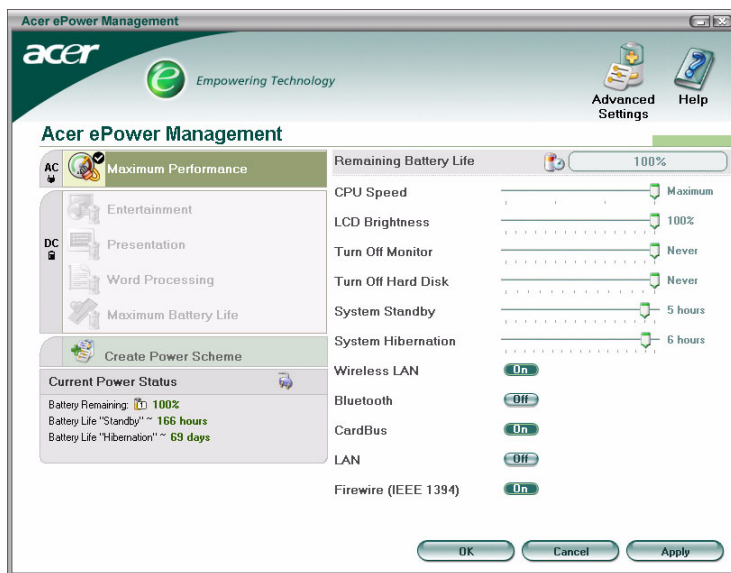 Acer ePower Management
acer
e Empowering Technology
Advanced Settings
Help
Acer ePower Management
AC
Maximum Performance
DC
Entertainment
Presentation
Word Processing
Maximum Battery Life
Create Power Scheme
Current Power Status
Battery Remaining: 100%
Battery Life "Standby" ~ 166 hours
Battery Life "Hibernation" ~ 69 days
Remaining Battery Life 100%
CPU Speed Maximum
LCD Brightness 100%
Turn Off Monitor Never
Turn Off Hard Disk Never
System Standby 5 hours
System Hibernation 6 hours
Wireless LAN On
Bluetooth Off
CardBus On
LAN Off
Firewire (IEEE 1394) On
OK Cancel Apply